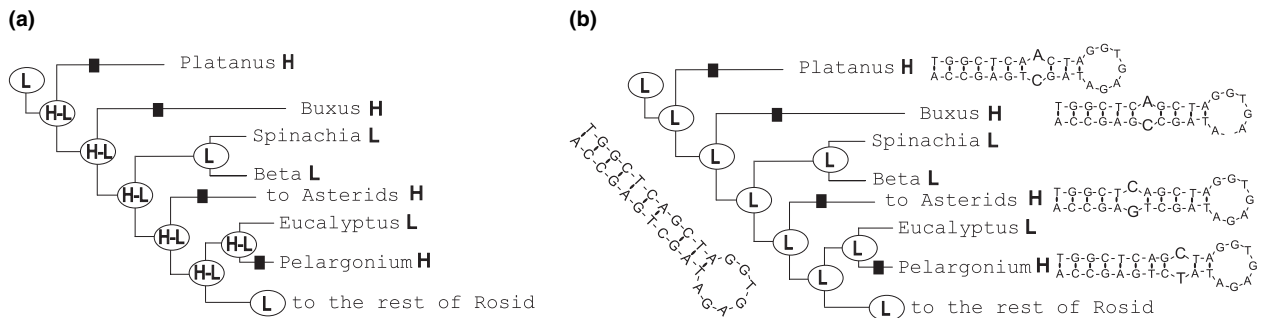 (a)
L
Platanus H
H-L
Buxus H
H-L
Spinachia L
L
Beta L
H-L
to Asterids H
H-L
Eucalyptus L
H-L
Pelargonium H
H-L
L to the rest of Rosid
(b)
L
Platanus H
L
Buxus H
L
Spinachia L
L
Beta L
L
to Asterids H
L
Eucalyptus L
L
Pelargonium H
L
L to the rest of Rosid
T-G-G-C-T-C-A-G-C-T-A
G G T G A G A
A-C-C-G-A-G-T-C-G-A-T
T-G-G-C-T-C
C
A-G-C-T-A
T-G-G-C-T-C-A-G
C
T-A